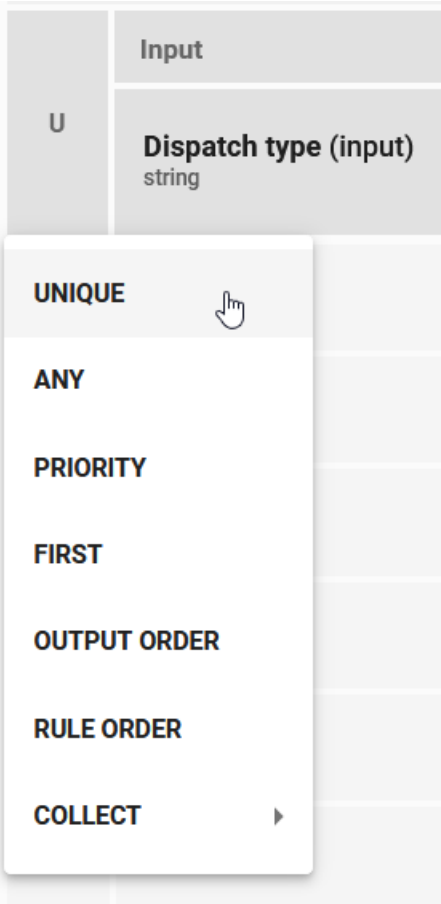 Input
U
Dispatch type (input)
string
UNIQUE
ANY
PRIORITY
FIRST
OUTPUT ORDER
RULE ORDER
COLLECT